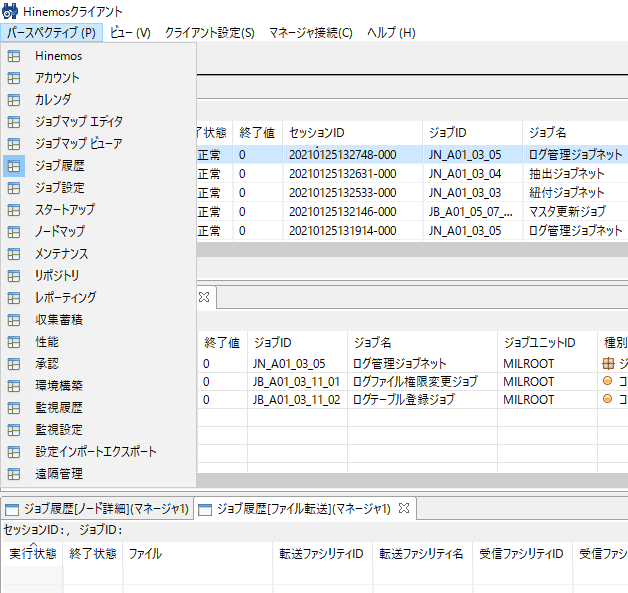 Hinemosクライアント
パースペクティブ (P) ビュー (V) クライアント設定(S) マネージャ接続(C) ヘルプ (H)
Hinemos
アカウント
カレンダ
ジョブマップ エディタ
ジョブマップ ビューア
ジョブ履歴
ジョブ設定
スタートアップ
ノードマップ
メンテナンス
リポジトリ
レポーティング
収集蓄積
性能
承認
環境構築
監視履歴
監視設定
設定インポートエクスポート
遠隔管理
了状態 終了値 セッションID ジョブID ジョブ名
正常 0 20210125132748-000 JN_A01_03_05 ログ管理ジョブネット
正常 0 20210125132631-000 JN_A01_03_04 抽出ジョブネット
正常 0 20210125132533-000 JN_A01_03_03 紐付ジョブネット
正常 0 20210125132146-000 JB_A01_05_07_... マスタ更新ジョブ
正常 0 20210125131914-000 JN_A01_03_05 ログ管理ジョブネット
終了値 ジョブID ジョブ名 ジョブユニットID 種別
0 JN_A01_03_05 ログ管理ジョブネット MILROOT ジ
0 JB_A01_03_11_01 ログファイル権限変更ジョブ MILROOT コ
0 JB_A01_03_11_02 ログテーブル登録ジョブ MILROOT コ
ジョブ履歴[ノード詳細](マネージャ1) ジョブ履歴[ファイル転送](マネージャ1)
セッションID:, ジョブID:
実行状態 終了状態 ファイル 転送ファシリティID 転送ファシリティ名 受信ファシリティID 受信ファシ